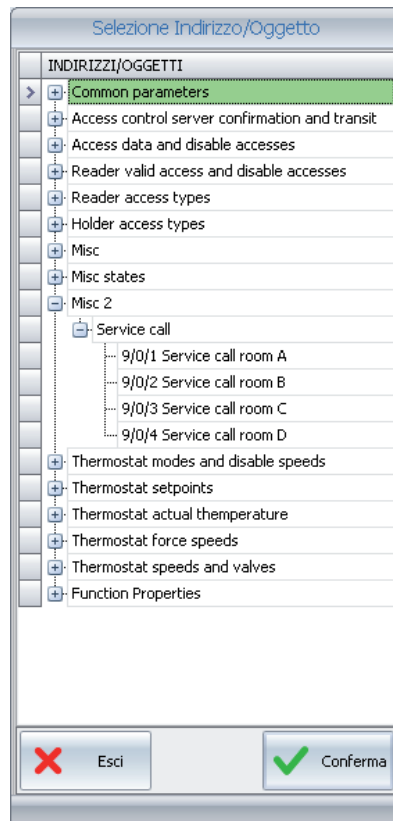 Selezione Indirizzo/Oggetto
INDIRIZZI/OGGETTI
Common parameters
Access control server confirmation and transit
Access data and disable accesses
Reader valid access and disable accesses
Reader access types
Holder access types
Misc
Misc states
Misc 2
Service call
9/0/1 Service call room A
9/0/2 Service call room B
9/0/3 Service call room C
9/0/4 Service call room D
Thermostat modes and disable speeds
Thermostat setpoints
Thermostat actual themperature
Thermostat force speeds
Thermostat speeds and valves
Function Properties
Esci
Conferma